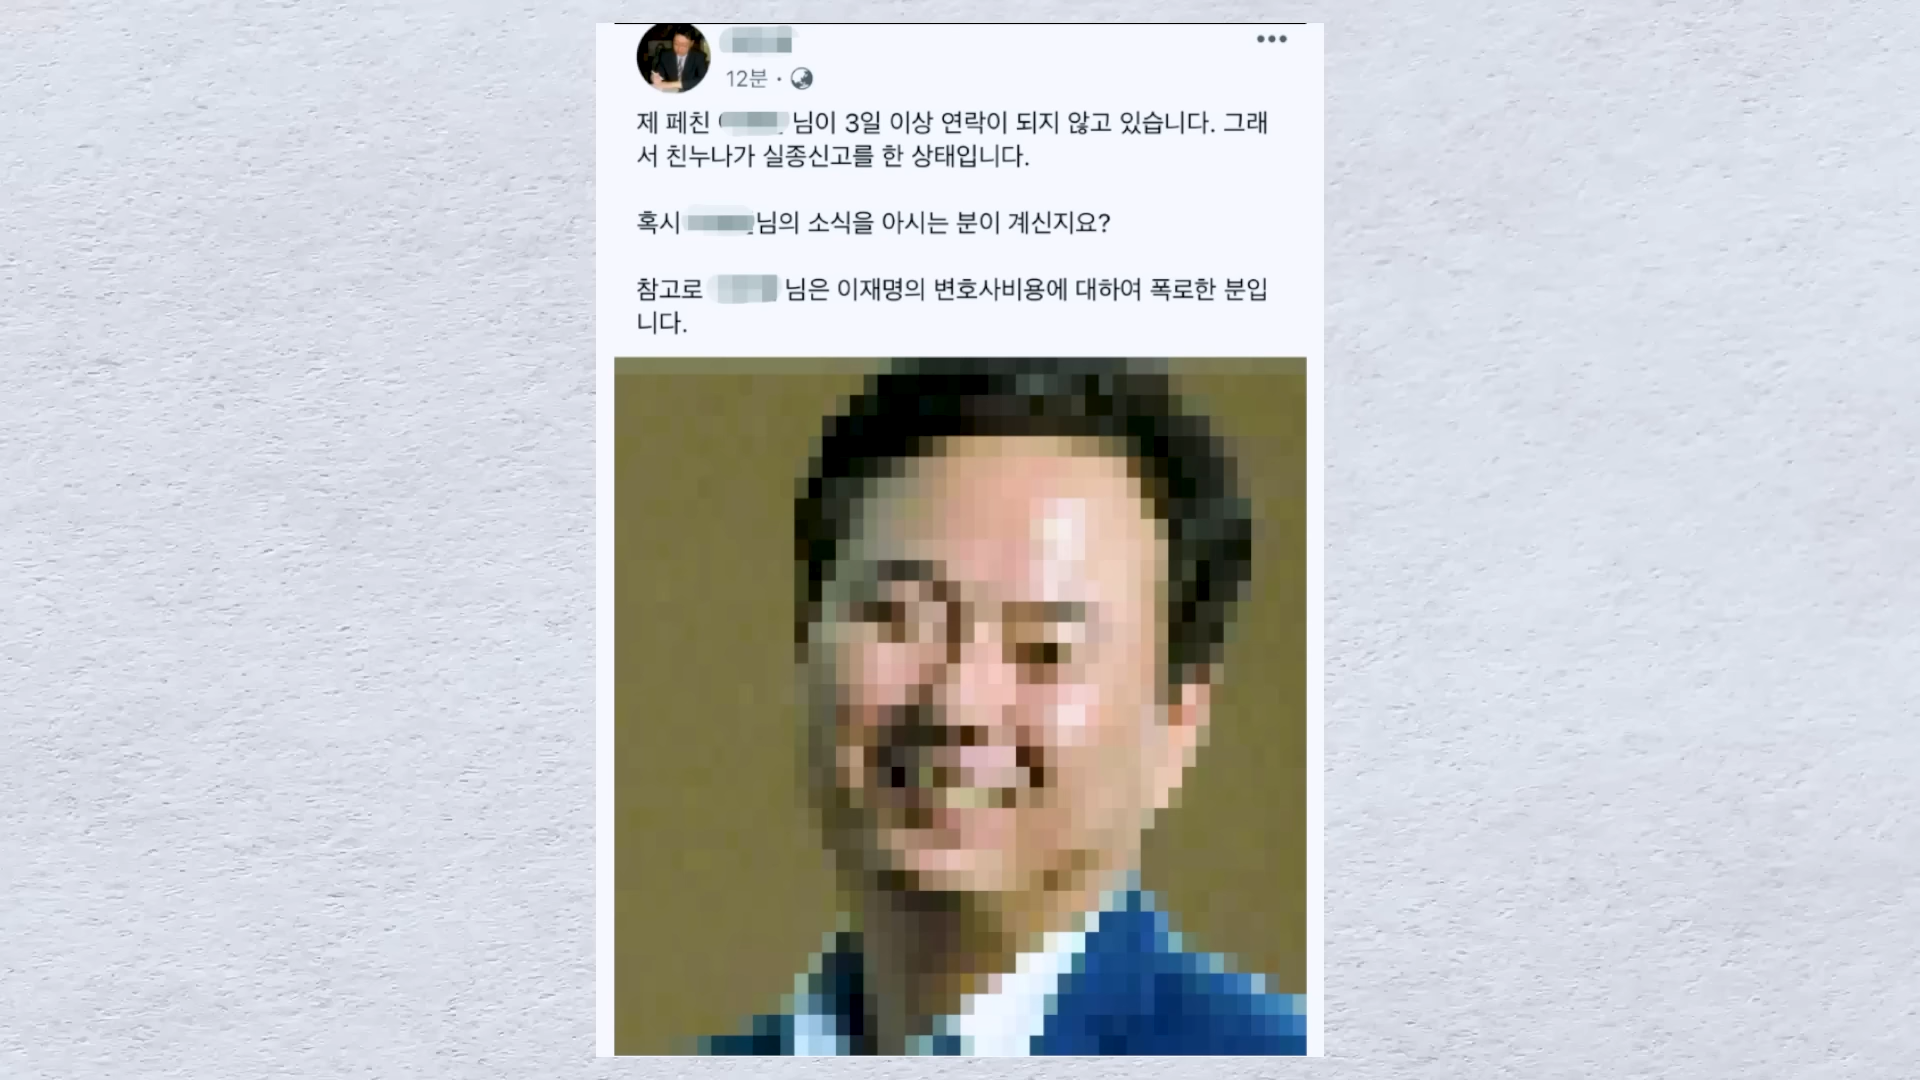 12분 ·
제 페친 님이 3일 이상 연락이 되지 않고 있습니다. 그래
서 친누나가 실종신고를 한 상태입니다.
혹시 님의 소식을 아시는 분이 계신지요?
참고로 님은 이재명의 변호사비용에 대하여 폭로한 분입
니다.